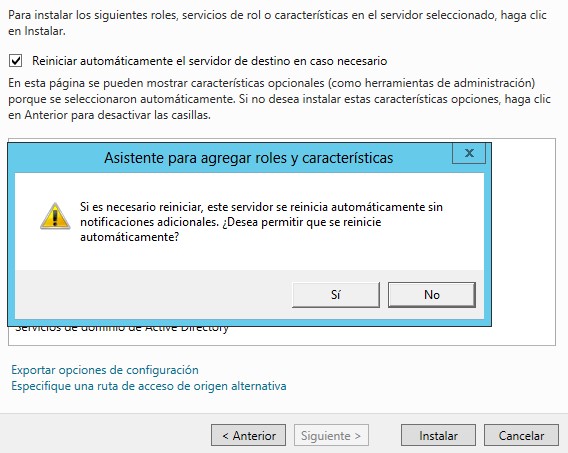 Para instalar los siguientes roles, servicios de rol o características en el servidor seleccionado, haga clic
en Instalar.
Reiniciar automáticamente el servidor de destino en caso necesario
En esta página se pueden mostrar características opcionales (como herramientas de administración)
porque se seleccionaron automáticamente. Si no desea instalar estas características opciones, haga clic
en Anterior para desactivar las casillas.
Asistente para agregar roles y características
x
Si es necesario reiniciar, este servidor se reinicia automáticamente sin
notificaciones adicionales. ¿Desea permitir que se reinicie
automáticamente?
Sí
No
Servicios de dominio de Active Directory
Exportar opciones de configuración
Especifique una ruta de acceso de origen alternativa
< Anterior
Siguiente >
Instalar
Cancelar